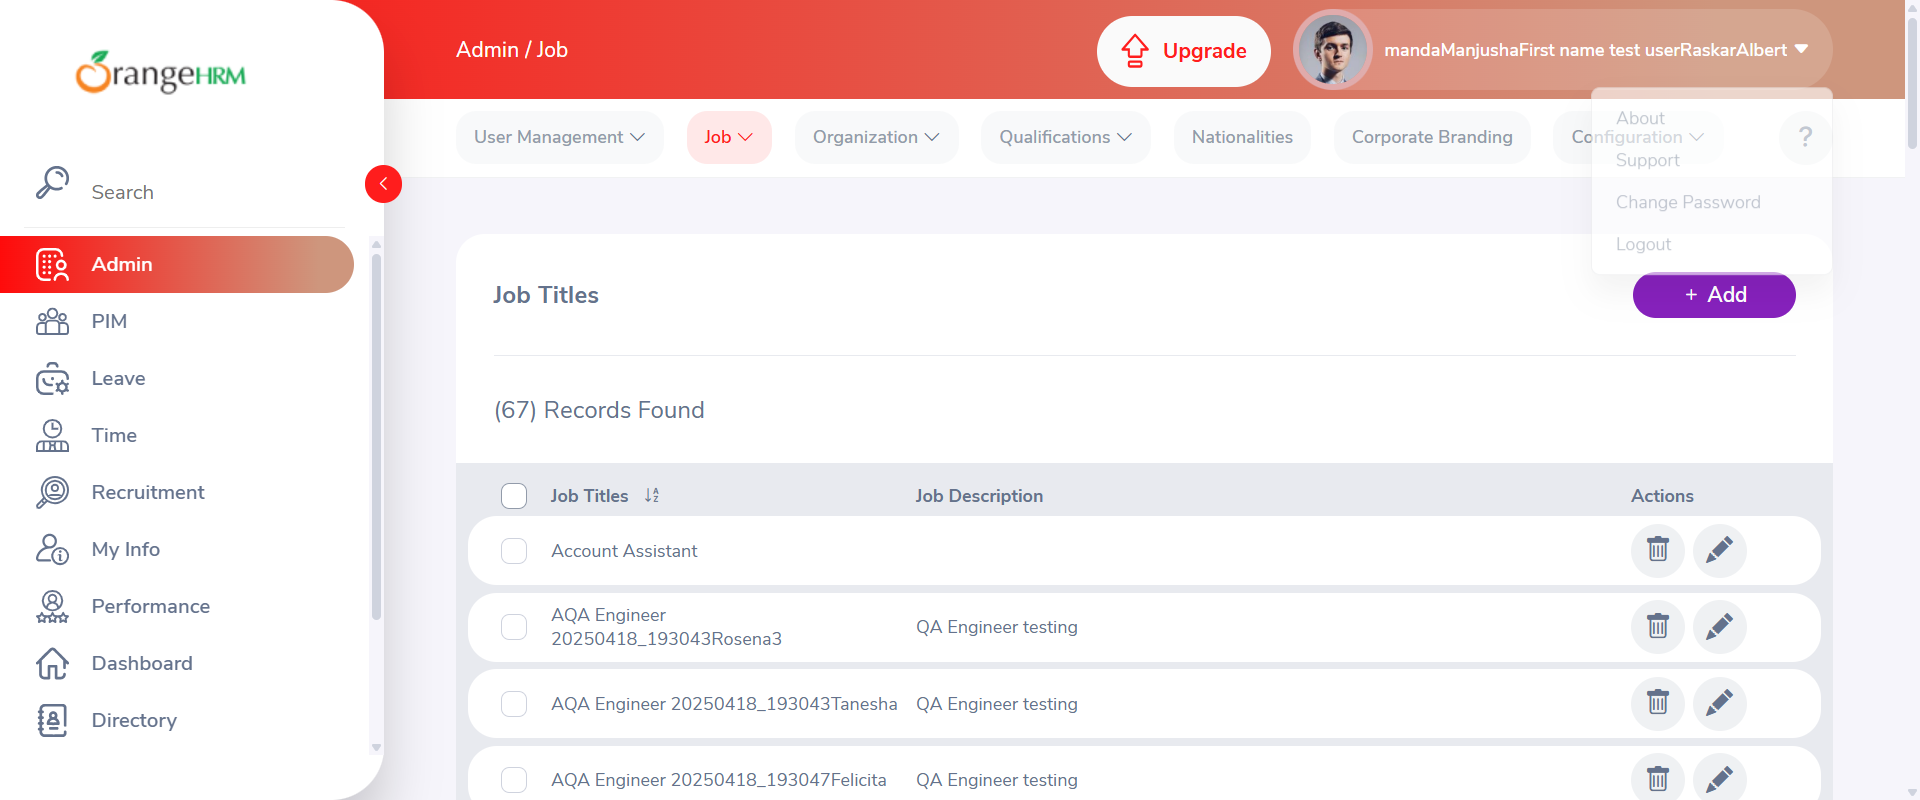 OrangeHRM
Search
Admin
PIM
Leave
Time
Recruitment
My Info
Performance
Dashboard
Directory
Admin / Job
Upgrade
mandaManjushaFirst name test userRaskarAlbert
About
Support
Change Password
Logout
User Management
Job
Organization
Qualifications
Nationalities
Corporate Branding
Configuration
?
Job Titles
+ Add
(67) Records Found
Job Titles
Job Description
Actions
Account Assistant
AQA Engineer
20250418_193043Rosena3
QA Engineer testing
AQA Engineer 20250418_193043Tanesha
QA Engineer testing
AQA Engineer 20250418_193047Felicita
QA Engineer testing